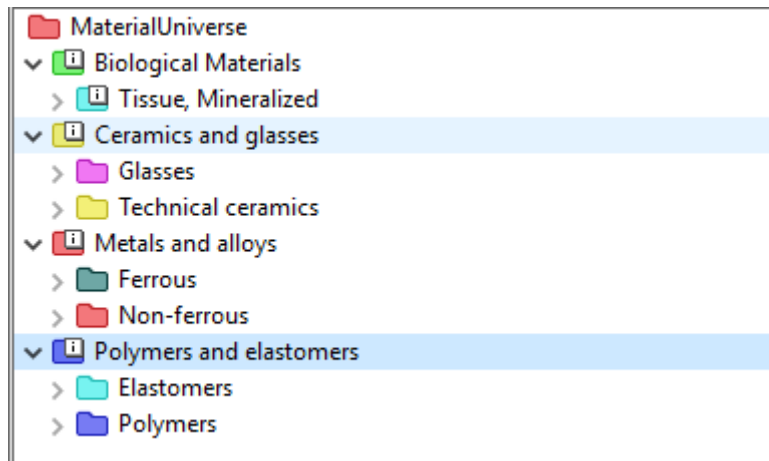 MaterialUniverse
Biological Materials
Tissue, Mineralized
Ceramics and glasses
Glasses
Technical ceramics
Metals and alloys
Ferrous
Non-ferrous
Polymers and elastomers
Elastomers
Polymers